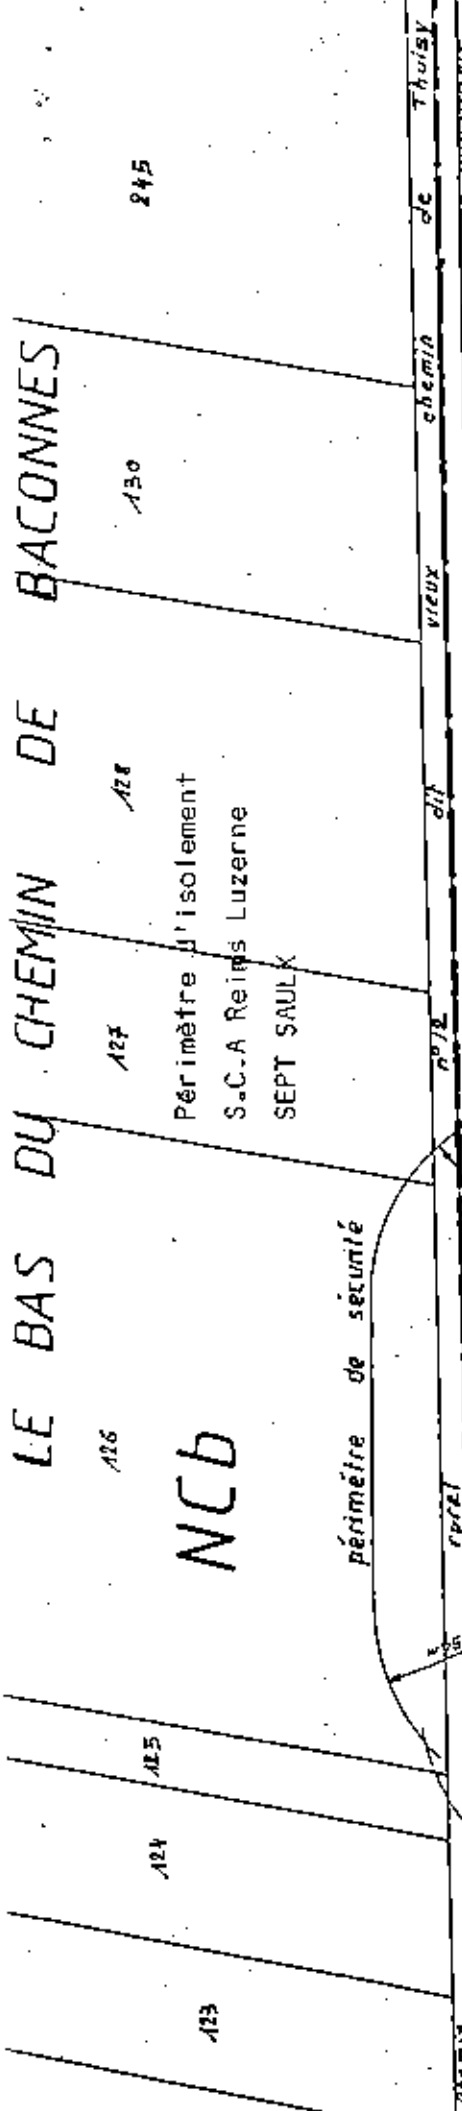 LE BAS DU CHEMIN DE BACONNES
123
124
125
126
127
128
130
245
Périmètre d'isolement
S.C.A Reims Luzerne
SEPT SAULX
NCb
périmètre de sécurité
rural n°12 dit vieux chemin de Thuisy